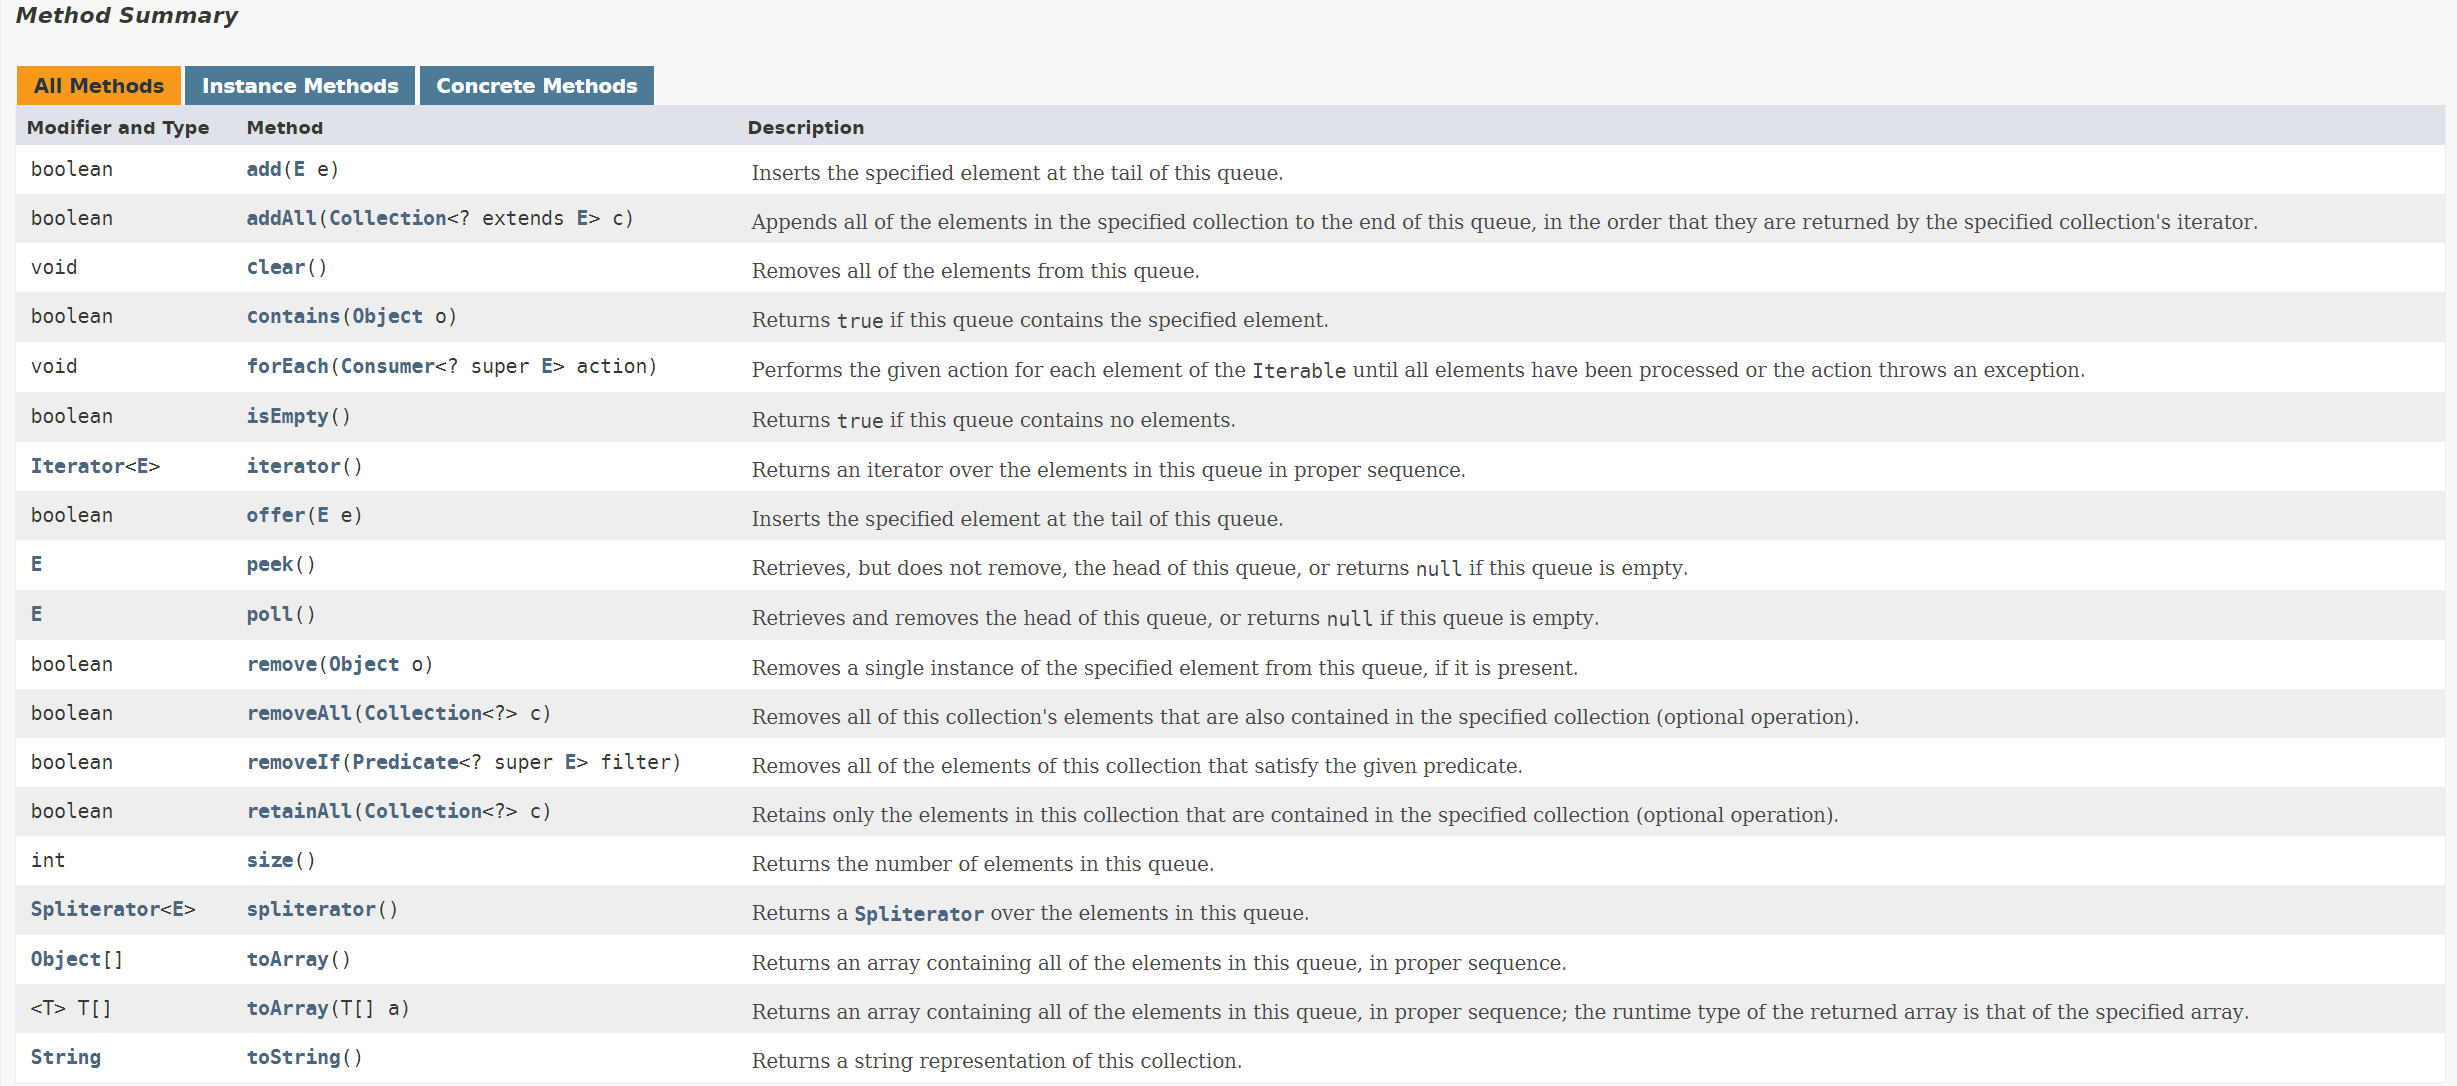 Method Summary
All Methods Instance Methods Concrete Methods
Modifier and Type Method Description
boolean add(E e) Inserts the specified element at the tail of this queue.
boolean addAll(Collection<? extends E> c) Appends all of the elements in the specified collection to the end of this queue, in the order that they are returned by the specified collection's iterator.
void clear() Removes all of the elements from this queue.
boolean contains(Object o) Returns true if this queue contains the specified element.
void forEach(Consumer<? super E> action) Performs the given action for each element of the Iterable until all elements have been processed or the action throws an exception.
boolean isEmpty() Returns true if this queue contains no elements.
Iterator<E> iterator() Returns an iterator over the elements in this queue in proper sequence.
boolean offer(E e) Inserts the specified element at the tail of this queue.
E peek() Retrieves, but does not remove, the head of this queue, or returns null if this queue is empty.
E poll() Retrieves and removes the head of this queue, or returns null if this queue is empty.
boolean remove(Object o) Removes a single instance of the specified element from this queue, if it is present.
boolean removeAll(Collection<?> c) Removes all of this collection's elements that are also contained in the specified collection (optional operation).
boolean removeIf(Predicate<? super E> filter) Removes all of the elements of this collection that satisfy the given predicate.
boolean retainAll(Collection<?> c) Retains only the elements in this collection that are contained in the specified collection (optional operation).
int size() Returns the number of elements in this queue.
Spliterator<E> spliterator() Returns a Spliterator over the elements in this queue.
Object[] toArray() Returns an array containing all of the elements in this queue, in proper sequence.
<T> T[] toArray(T[] a) Returns an array containing all of the elements in this queue, in proper sequence; the runtime type of the returned array is that of the specified array.
String toString() Returns a string representation of this collection.